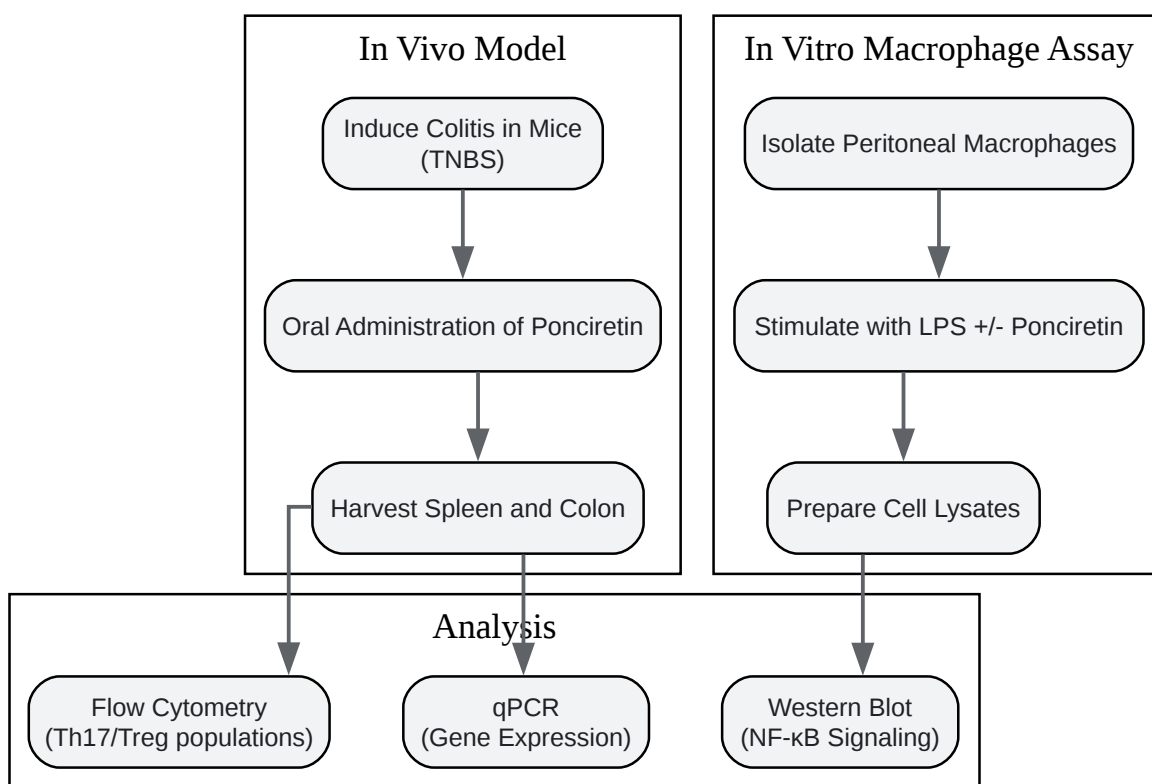 In Vivo Model
Induce Colitis in Mice
(TNBS)
Oral Administration of Ponciretin
Harvest Spleen and Colon
In Vitro Macrophage Assay
Isolate Peritoneal Macrophages
Stimulate with LPS +/- Ponciretin
Prepare Cell Lysates
Analysis
Flow Cytometry
(Th17/Treg populations)
qPCR
(Gene Expression)
Western Blot
(NF-κB Signaling)